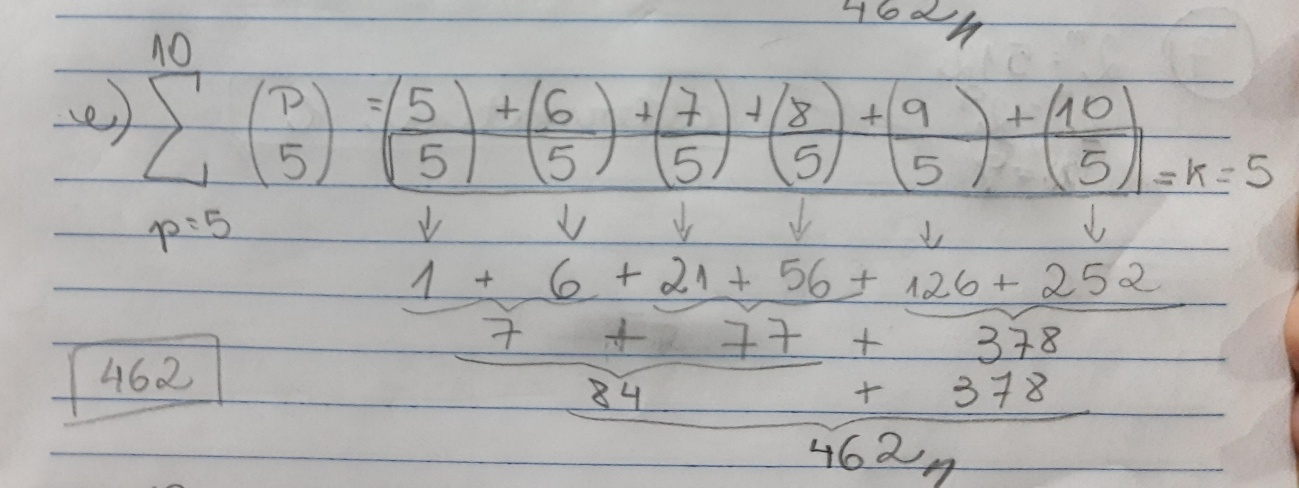 462//
10
e) ∑ (p/5) = (5/5) + (6/5) + (7/5) + (8/5) + (9/5) + (10/5) = K = 5
p=5 ↓ ↓ ↓ ↓ ↓ ↓
1 + 6 + 21 + 56 + 126 + 252
7 + 77 + 378
462
84 + 378
462//